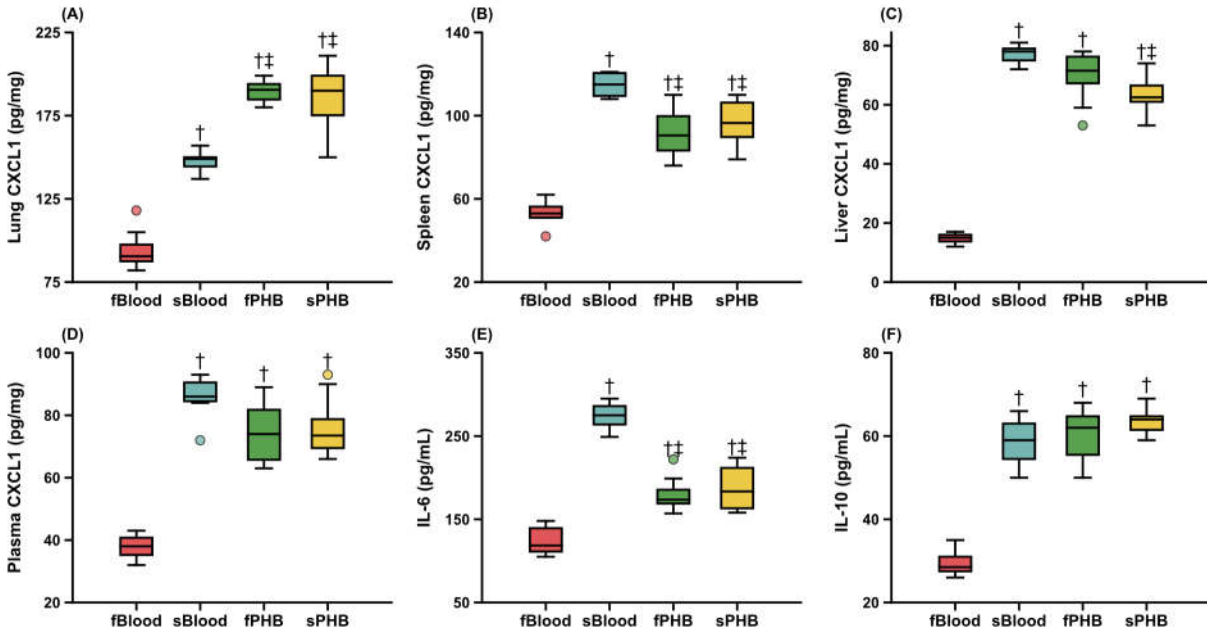 (A)
Lung CXCL1 (pg/mg)
225
175
125
75
†
†‡
†‡
fBlood sBlood fPHB sPHB
(B)
Spleen CXCL1 (pg/mg)
140
100
60
20
†
†‡
†‡
fBlood sBlood fPHB sPHB
(C)
Liver CXCL1 (pg/mg)
80
60
40
20
0
†
†
†‡
fBlood sBlood fPHB sPHB
(D)
Plasma CXCL1 (pg/mg)
100
80
60
40
20
†
†
†
fBlood sBlood fPHB sPHB
(E)
IL-6 (pg/mL)
350
250
150
50
†
†‡
†‡
fBlood sBlood fPHB sPHB
(F)
IL-10 (pg/mL)
80
60
40
20
†
†
†
fBlood sBlood fPHB sPHB